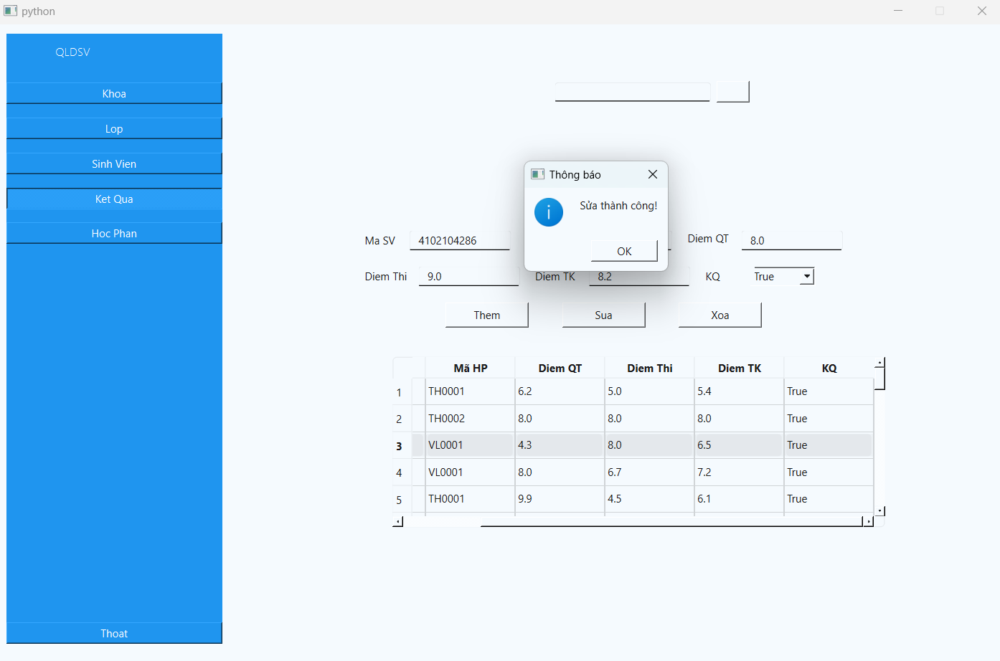 python
QLDSV
Khoa
Lop
Sinh Vien
Ket Qua
Hoc Phan
Thoat
Thông báo
Sửa thành công!
OK
Ma SV 4102104286 Diem QT 8.0
Diem Thi 9.0 Diem TK 8.2 KQ True
Them Sua Xoa
Mã HP Diem QT Diem Thi Diem TK KQ
1 TH0001 6.2 5.0 5.4 True
2 TH0002 8.0 8.0 8.0 True
3 VL0001 4.3 8.0 6.5 True
4 VL0001 8.0 6.7 7.2 True
5 TH0001 9.9 4.5 6.1 True